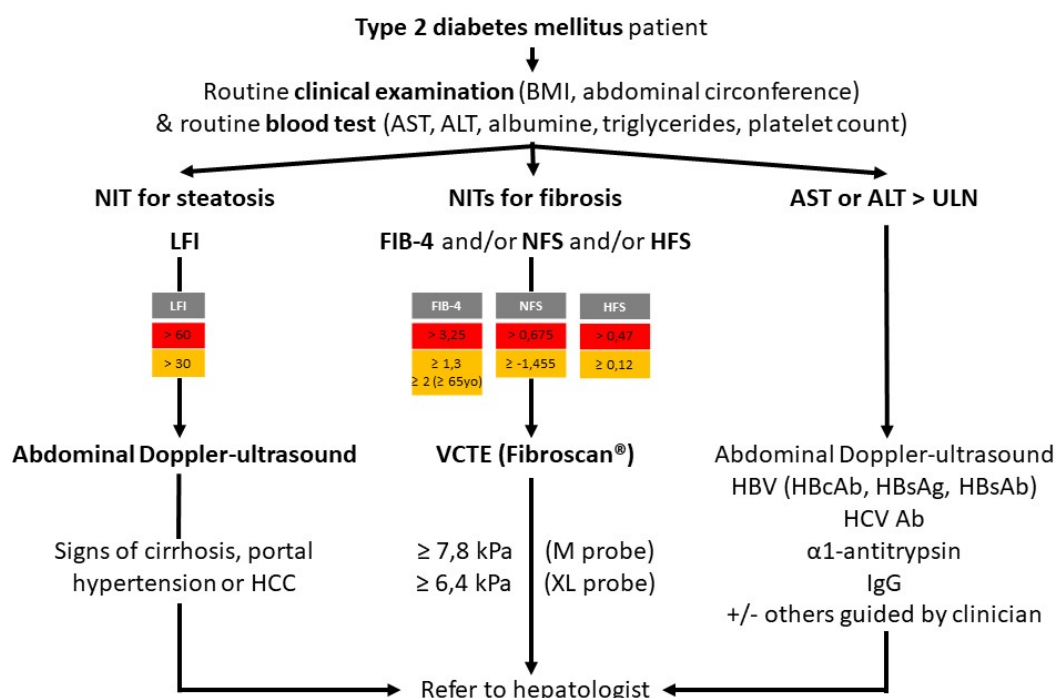 Type 2 diabetes mellitus patient
Routine clinical examination (BMI, abdominal circonference)
& routine blood test (AST, ALT, albumine, triglycerides, platelet count)
NIT for steatosis
LFI
LFI
> 60
> 30
Abdominal Doppler-ultrasound
Signs of cirrhosis, portal
hypertension or HCC
NITs for fibrosis
FIB-4 and/or NFS and/or HFS
FIB-4
> 3,25
≥ 1,3
≥ 2 (≥ 65yo)
NFS
> 0,675
≥ -1,455
HFS
> 0,47
≥ 0,12
VCTE (Fibroscan®)
≥ 7,8 kPa (M probe)
≥ 6,4 kPa (XL probe)
AST or ALT > ULN
Abdominal Doppler-ultrasound
HBV (HBcAb, HBsAg, HBsAb)
HCV Ab
α1-antitrypsin
IgG
+/- others guided by clinician
Refer to hepatologist